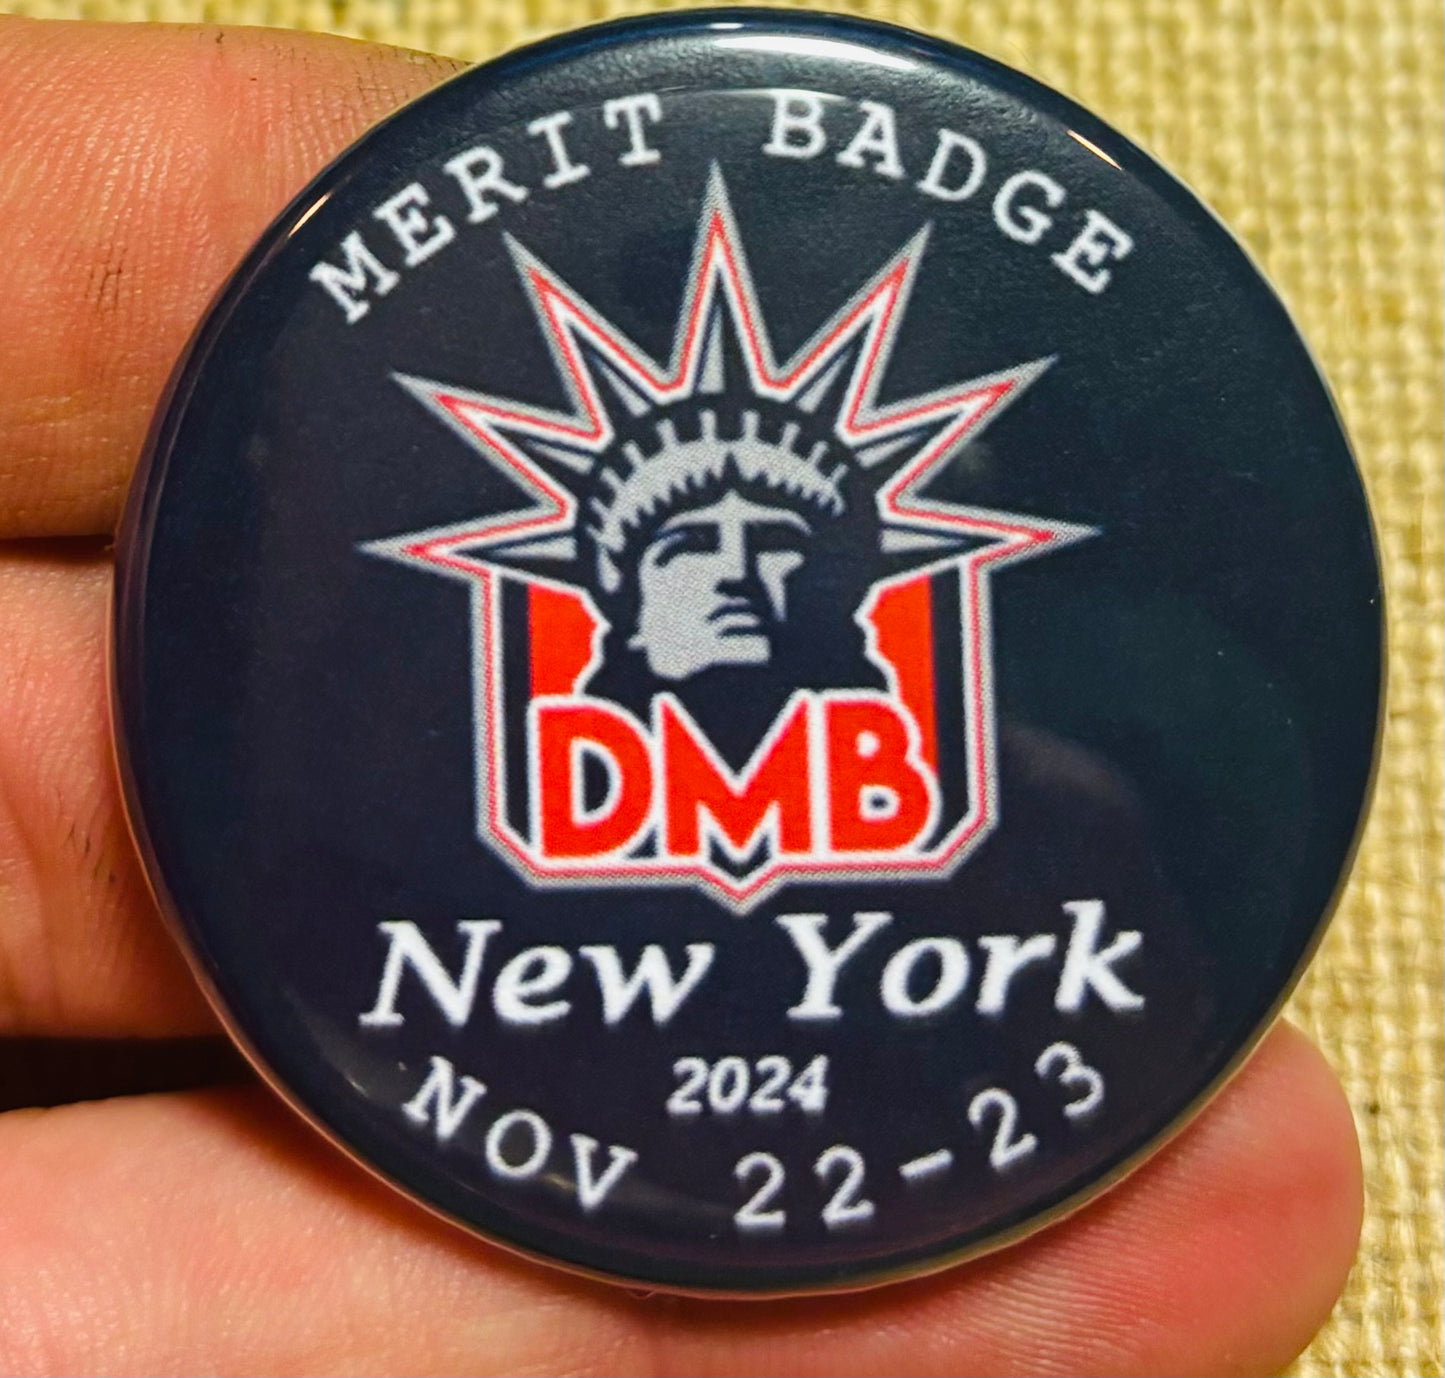 MERIT BADGE
DMB
New York
2024
NOV 22-23